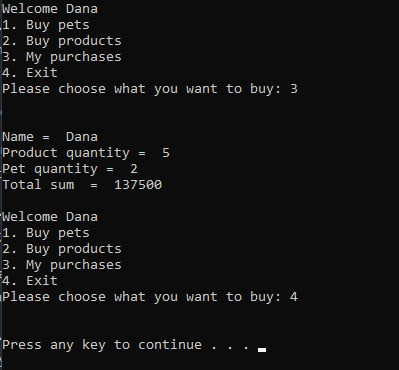 Welcome Dana
1. Buy pets
2. Buy products
3. My purchases
4. Exit
Please choose what you want to buy: 3
Name =  Dana
Product quantity =  5
Pet quantity =  2
Total sum  =  137500
Welcome Dana
1. Buy pets
2. Buy products
3. My purchases
4. Exit
Please choose what you want to buy: 4
Press any key to continue . . .